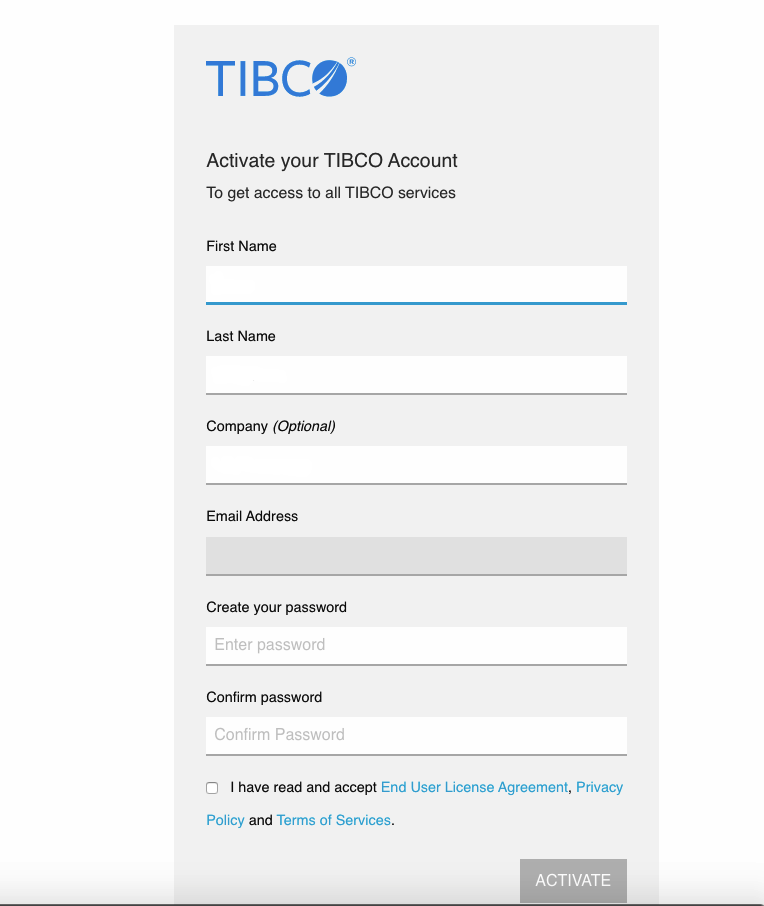 TIBCO®
Activate your TIBCO Account
To get access to all TIBCO services
First Name
Last Name
Company (Optional)
Email Address
Create your password
Enter password
Confirm password
Confirm Password
I have read and accept End User License Agreement, Privacy
Policy and Terms of Services.
ACTIVATE